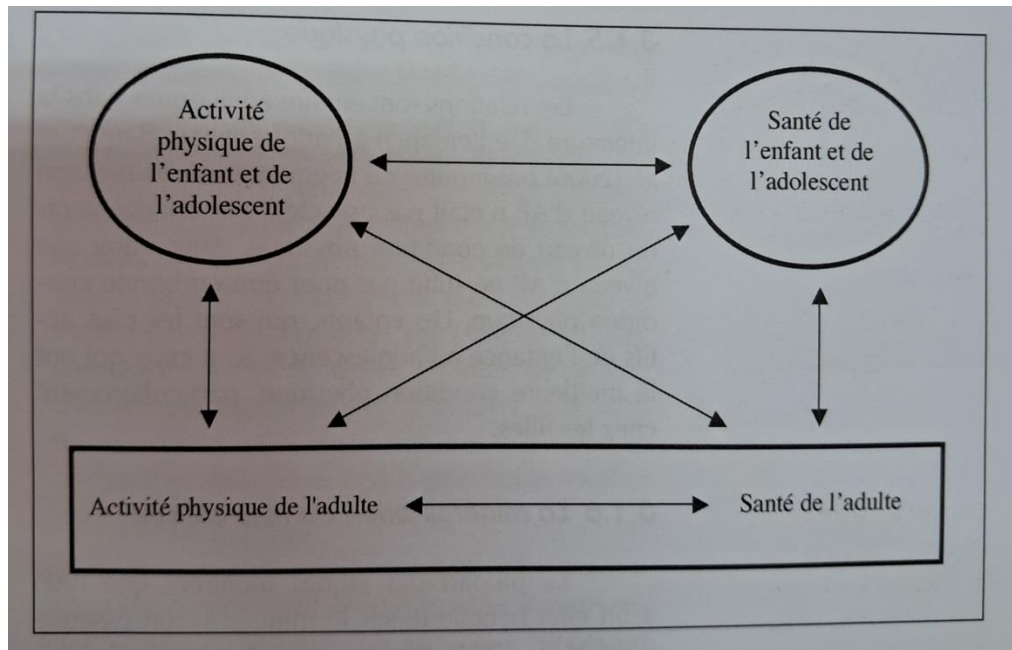 Activité
physique de
l'enfant et de
l'adolescent
Santé de
l'enfant et de
l'adolescent
Activité physique de l'adulte
Santé de l'adulte